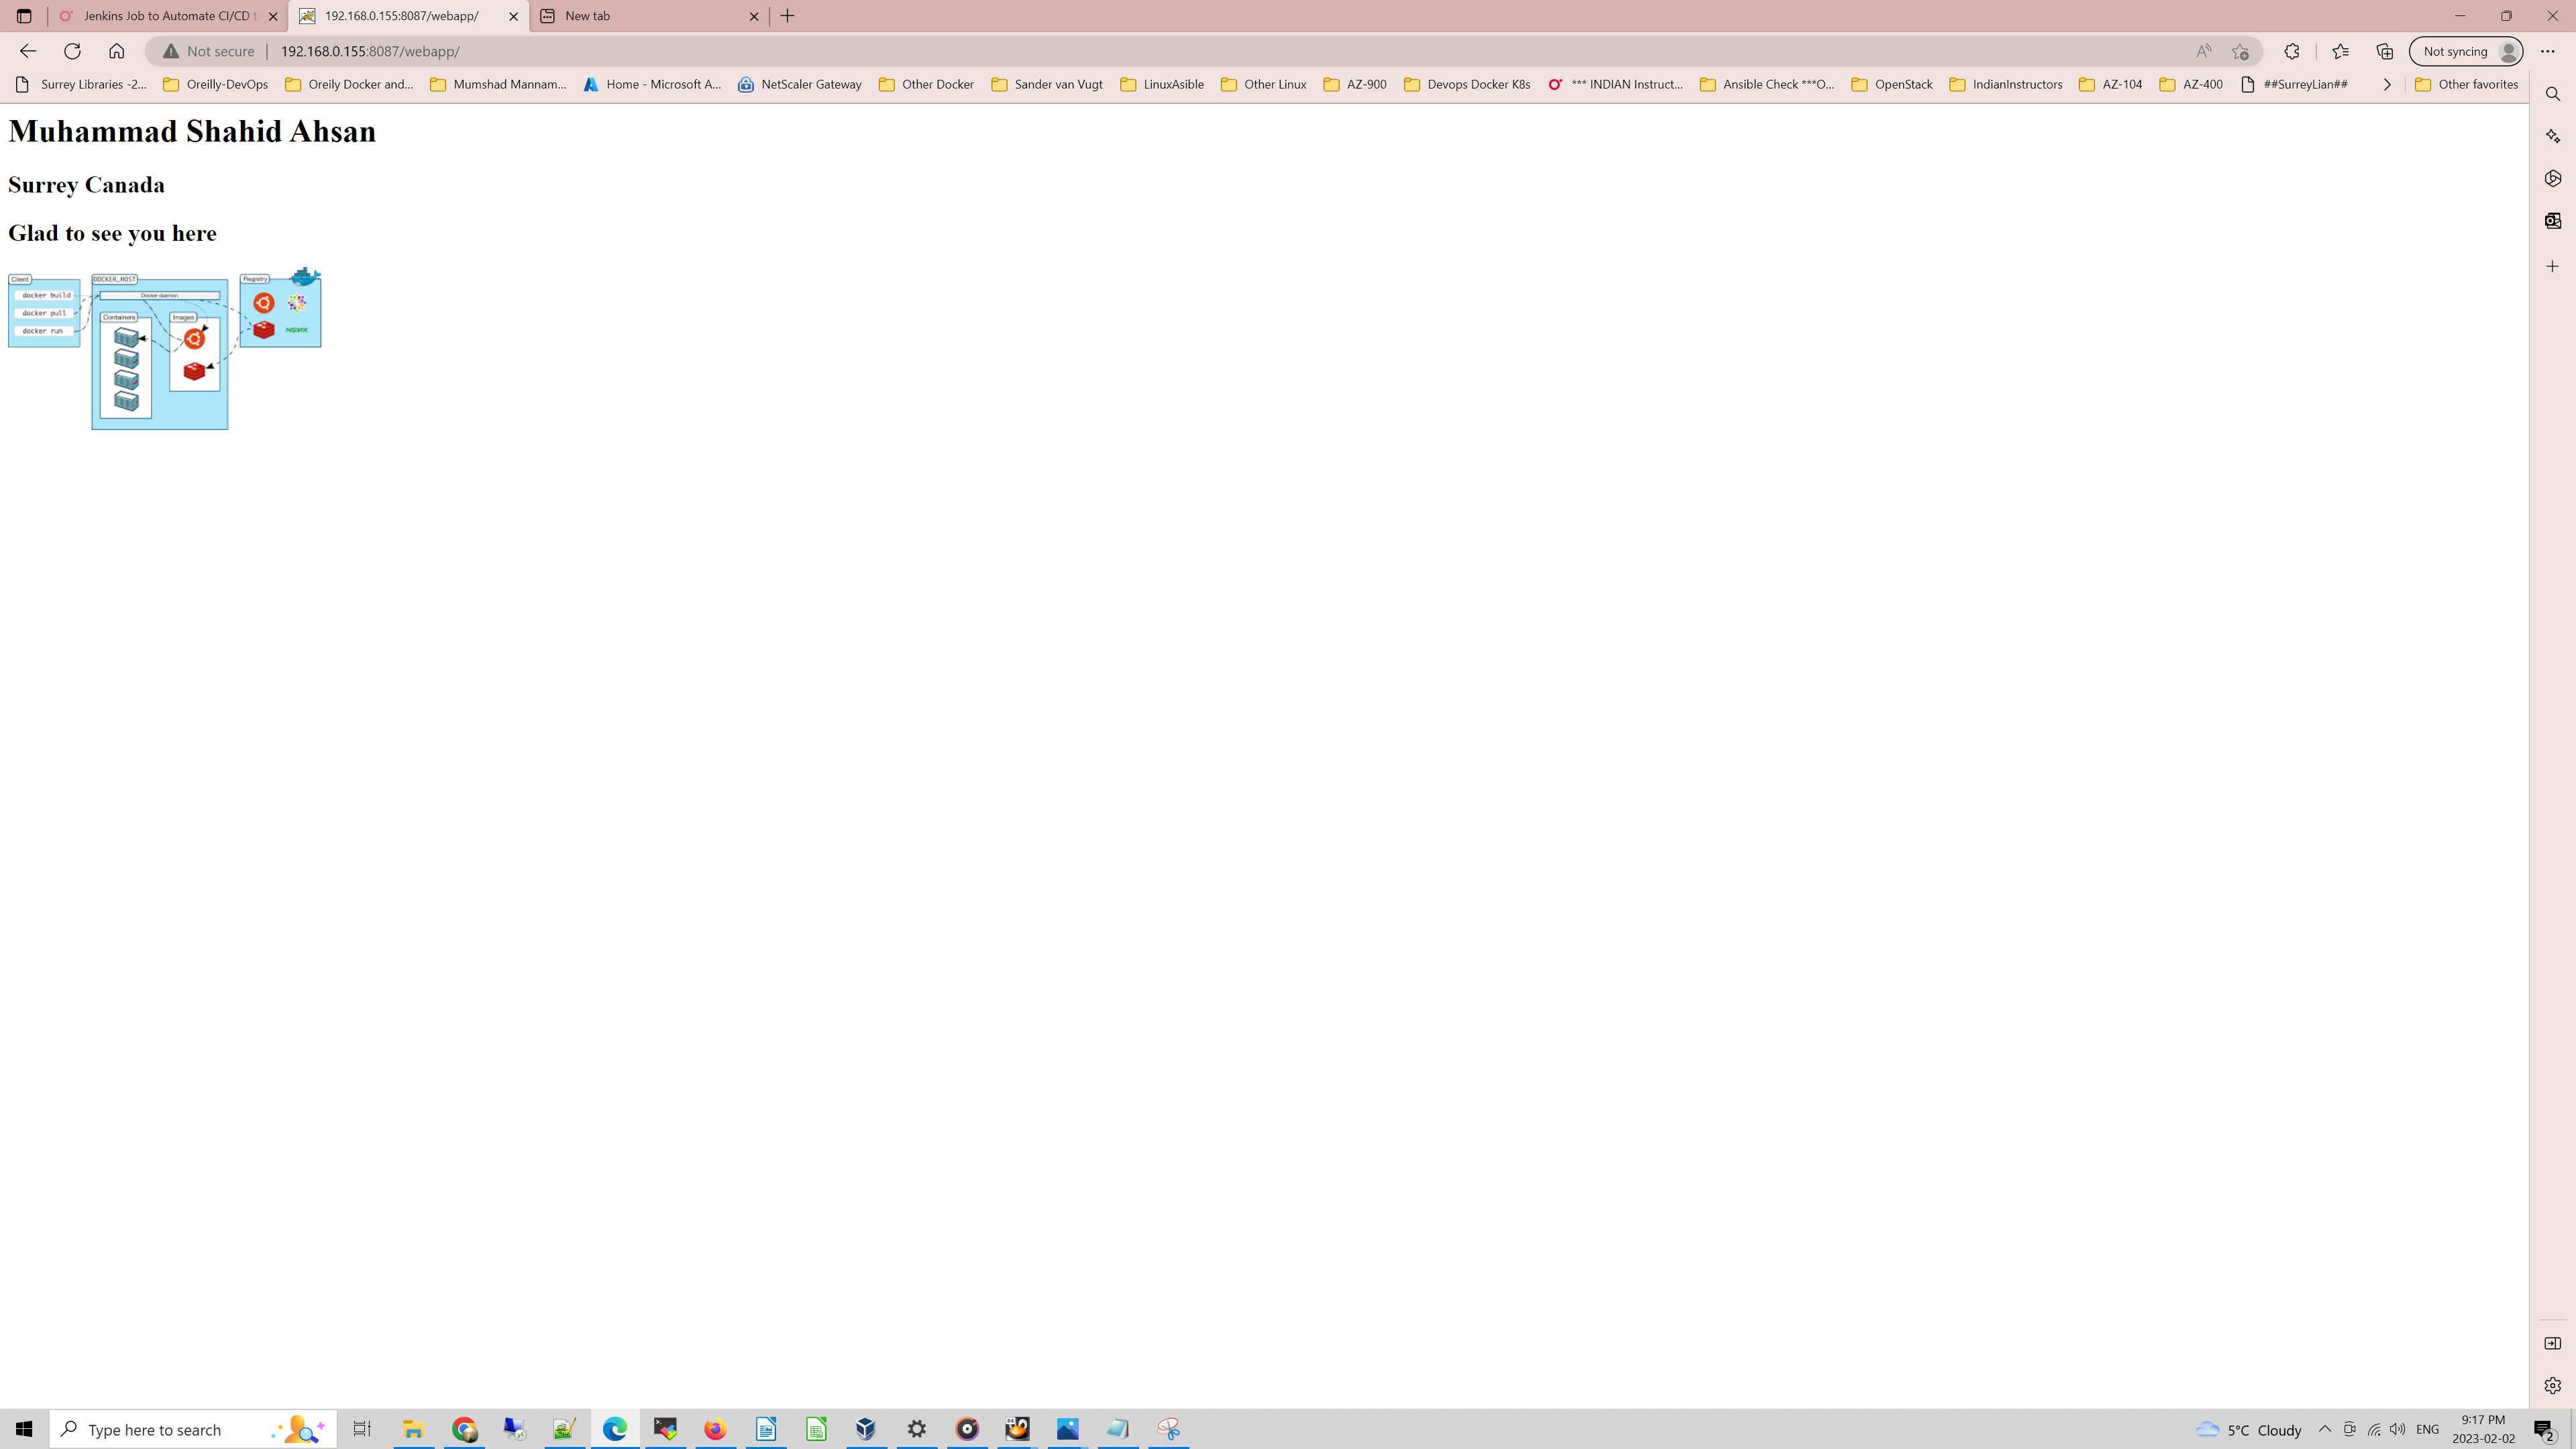 Jenkins Job to Automate CI/CD t
192.168.0.155:8087/webapp/
New tab
Not secure
192.168.0.155:8087/webapp/
Not syncing
Surrey Libraries -2...
Oreilly-DevOps
Oreily Docker and...
Mumshad Mannam...
Home - Microsoft A...
NetScaler Gateway
Other Docker
Sander van Vugt
LinuxAsible
Other Linux
AZ-900
Devops Docker K8s
*** INDIAN Instruct...
Ansible Check ***O...
OpenStack
IndianInstructors
AZ-104
AZ-400
##SurreyLian##
Other favorites
Muhammad Shahid Ahsan
Surrey Canada
Glad to see you here
Client
docker build
docker pull
docker run
DOCKER_HOST
Docker daemon
Containers
Images
Registry
NGINX
Type here to search
5°C Cloudy
ENG
9:17 PM
2023-02-02
2